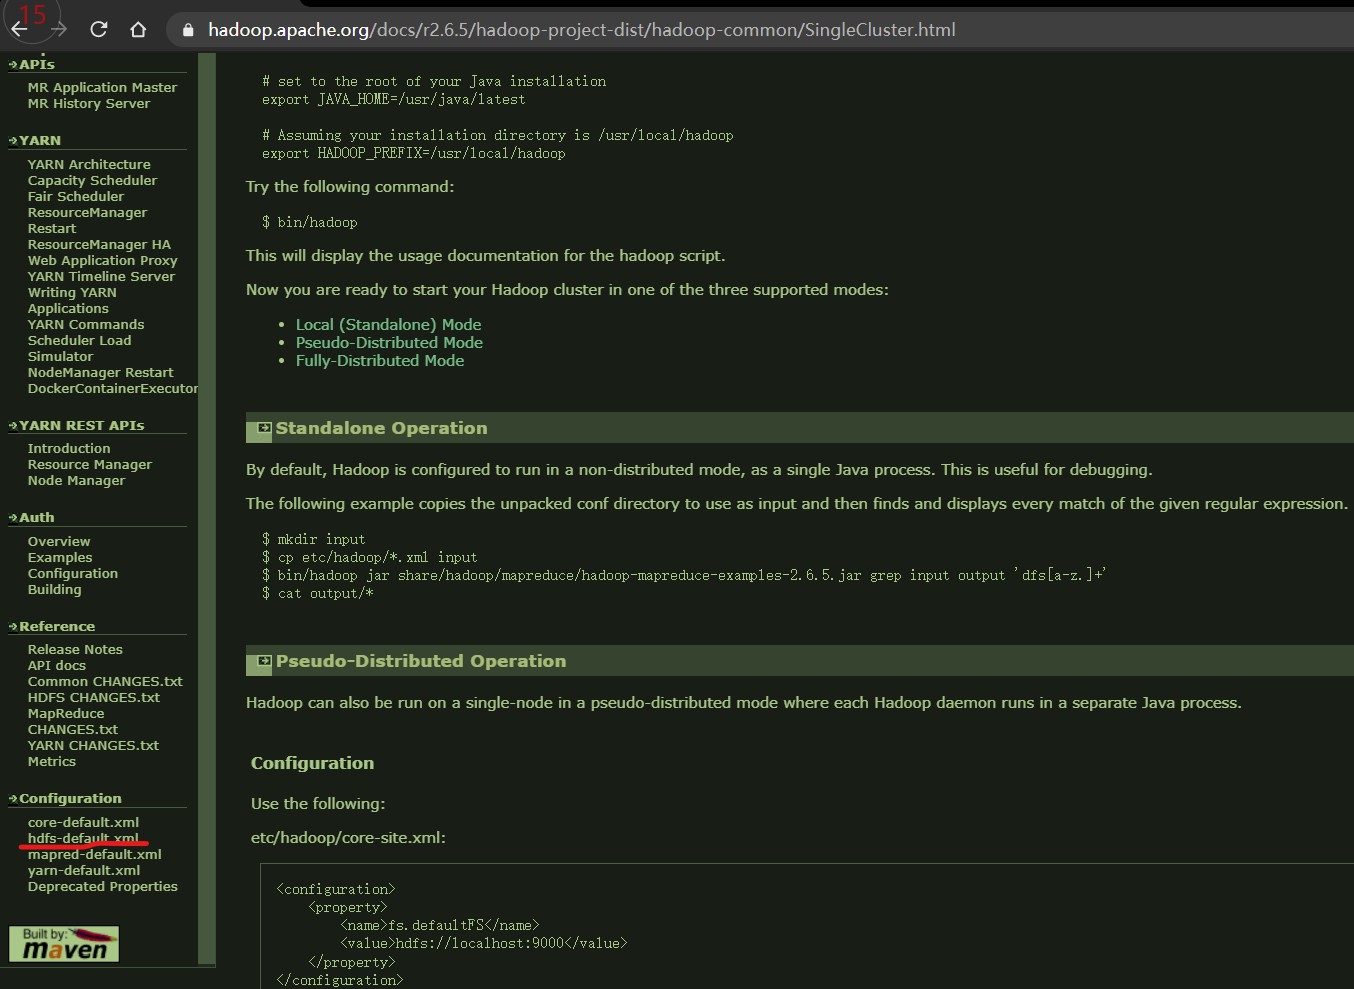 15
hadoop.apache.org/docs/r2.6.5/hadoop-project-dist/hadoop-common/SingleCluster.html
APIs
MR Application Master
MR History Server
YARN
YARN Architecture
Capacity Scheduler
Fair Scheduler
ResourceManager
Restart
ResourceManager HA
Web Application Proxy
YARN Timeline Server
Writing YARN
Applications
YARN Commands
Scheduler Load
Simulator
NodeManager Restart
DockerContainerExecutor
YARN REST APIs
Introduction
Resource Manager
Node Manager
Auth
Overview
Examples
Configuration
Building
Reference
Release Notes
API docs
Common CHANGES.txt
HDFS CHANGES.txt
MapReduce
CHANGES.txt
YARN CHANGES.txt
Metrics
Configuration
core-default.xml
hdfs-default.xml
mapred-default.xml
yarn-default.xml
Deprecated Properties
Built by:
maven
# set to the root of your Java installation
export JAVA_HOME=/usr/java/latest
# Assuming your installation directory is /usr/local/hadoop
export HADOOP_PREFIX=/usr/local/hadoop
Try the following command:
$ bin/hadoop
This will display the usage documentation for the hadoop script.
Now you are ready to start your Hadoop cluster in one of the three supported modes:
• Local (Standalone) Mode
• Pseudo-Distributed Mode
• Fully-Distributed Mode
Standalone Operation
By default, Hadoop is configured to run in a non-distributed mode, as a single Java process. This is useful for debugging.
The following example copies the unpacked conf directory to use as input and then finds and displays every match of the given regular expression.
$ mkdir input
$ cp etc/hadoop/*.xml input
$ bin/hadoop jar share/hadoop/mapreduce/hadoop-mapreduce-examples-2.6.5.jar grep input output 'dfs[a-z.]+'
$ cat output/*
Pseudo-Distributed Operation
Hadoop can also be run on a single-node in a pseudo-distributed mode where each Hadoop daemon runs in a separate Java process.
Configuration
Use the following:
etc/hadoop/core-site.xml:
<configuration>
<property>
<name>fs.defaultFS</name>
<value>hdfs://localhost:9000</value>
</property>
</configuration>